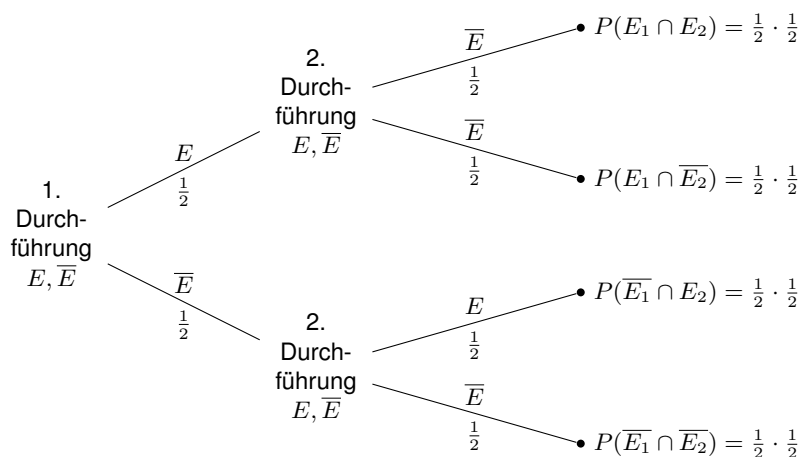 1.
Durch-
führung
E, E̅
E
1/2
E̅
1/2
2.
Durch-
führung
E, E̅
E̅
1/2
E̅
1/2
P(E₁ ∩ E₂) = 1/2 · 1/2
P(E₁ ∩ E̅₂̅) = 1/2 · 1/2
2.
Durch-
führung
E, E̅
E
1/2
E̅
1/2
P(E̅₁̅ ∩ E₂) = 1/2 · 1/2
P(E̅₁̅ ∩ E̅₂̅) = 1/2 · 1/2